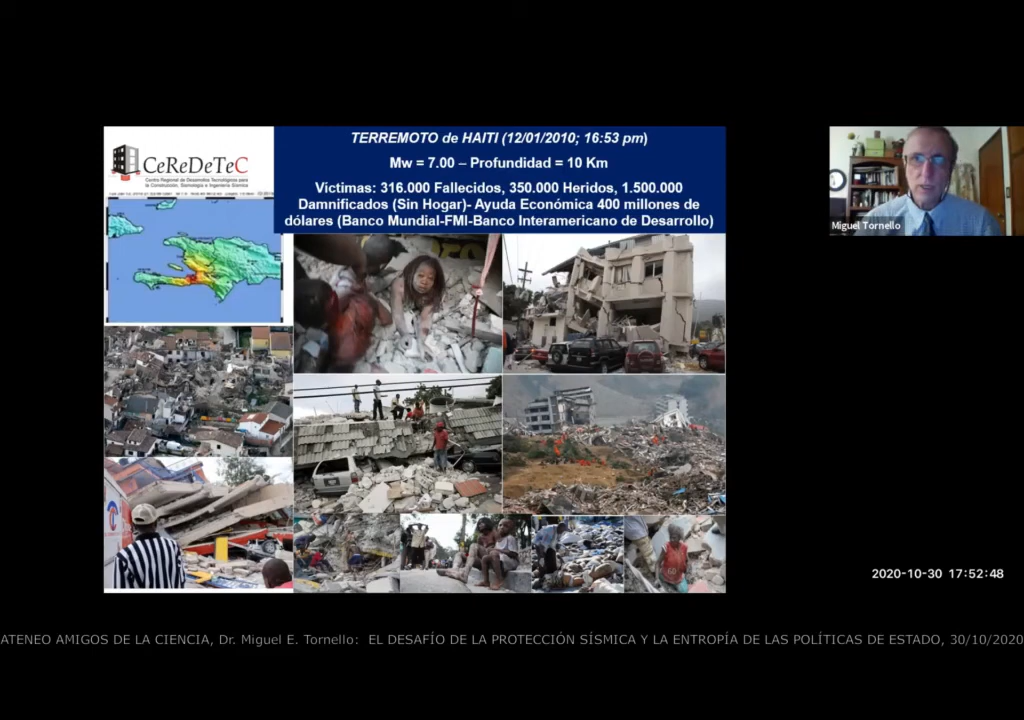 TERREMOTO de HAITI (12/01/2010; 16:53 pm)
Mw = 7.00 – Profundidad = 10 Km
Víctimas: 316.000 Fallecidos, 350.000 Heridos, 1.500.000
Damnificados (Sin Hogar)- Ayuda Económica 400 millones de
dólares (Banco Mundial-FMI-Banco Interamericano de Desarrollo)
CeReDeTeC
Centro Regional de Desarrollos Tecnológicos para
la Construcción, Sismología e Ingeniería Sísmica
Miguel Tornello
2020-10-30 17:52:48
ATENEO AMIGOS DE LA CIENCIA, Dr. Miguel E. Tornello: EL DESAFÍO DE LA PROTECCIÓN SÍSMICA Y LA ENTROPÍA DE LAS POLÍTICAS DE ESTADO, 30/10/2020